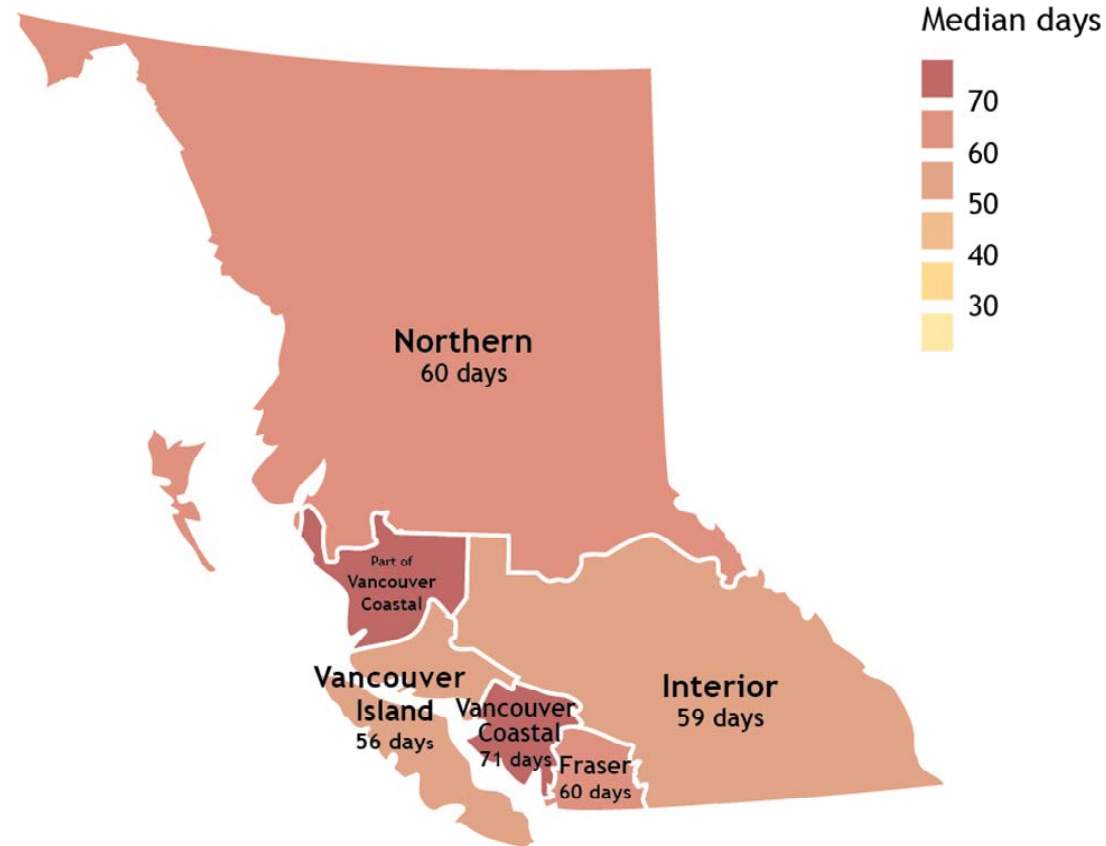 Median days
70
60
50
40
30
Northern
60 days
Part of
Vancouver
Coastal
Vancouver
Island
56 days
Vancouver
Coastal
71 days
Fraser
60 days
Interior
59 days